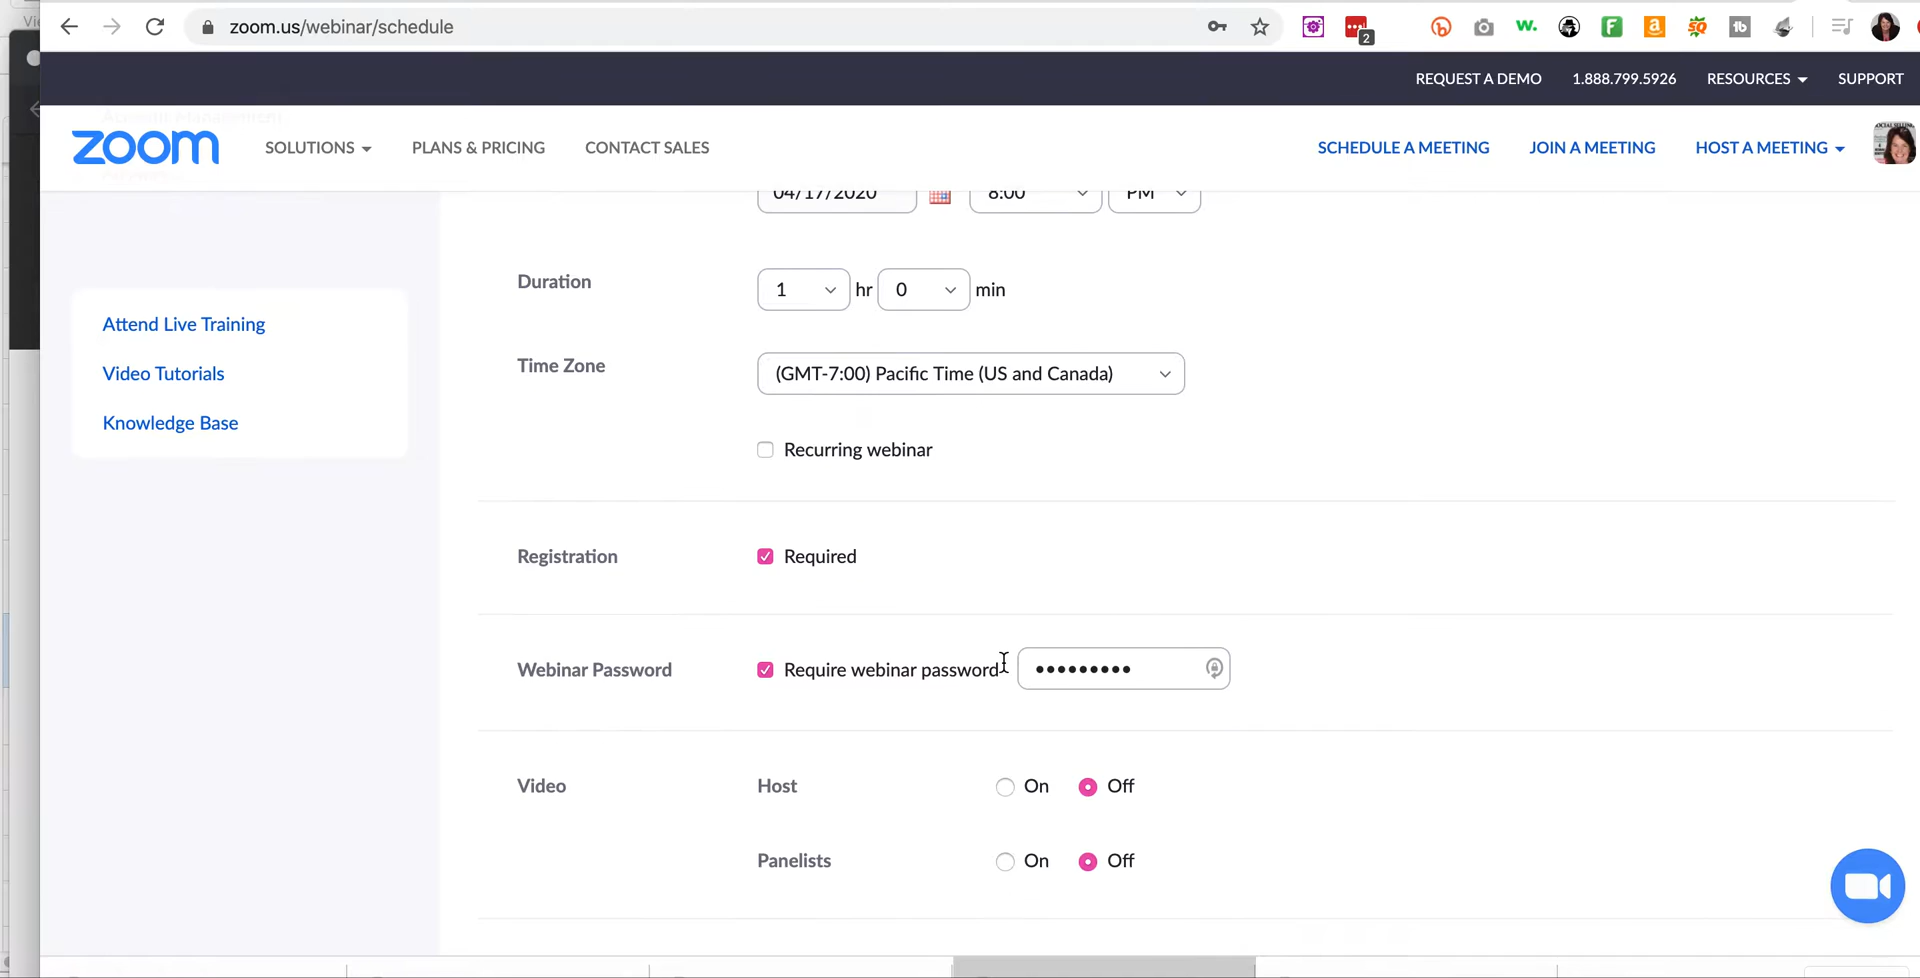 zoom.us/webinar/schedule
2
REQUEST A DEMO 1.888.799.5926 RESOURCES SUPPORT
zoom SOLUTIONS PLANS & PRICING CONTACT SALES SCHEDULE A MEETING JOIN A MEETING HOST A MEETING
04/17/2020 8:00 PM
Duration 1 hr 0 min
Attend Live Training
Time Zone (GMT-7:00) Pacific Time (US and Canada)
Video Tutorials
Knowledge Base
Recurring webinar
Registration Required
Webinar Password Require webinar password •••••••••
Video Host On Off
Panelists On Off